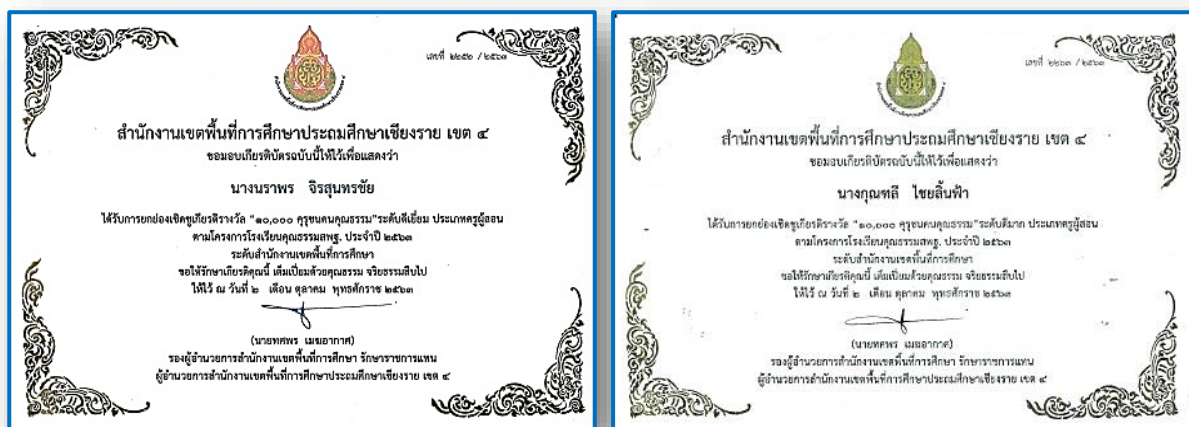 เลขที่ ๒๒๕๒ /๒๕๖๓
สำนักงานเขตพื้นที่การศึกษาประถมศึกษาเชียงราย เขต ๔
ขอมอบเกียรติบัตรฉบับนี้ให้ไว้เพื่อแสดงว่า
นางนราพร จิรสุนทรชัย
ได้รับการยกย่องเชิดชูเกียรติรางวัล "๑๐,๐๐๐ คุรุชนคนคุณธรรม"ระดับดีเยี่ยม ประเภทครูผู้สอน
ตามโครงการโรงเรียนคุณธรรมสพฐ. ประจำปี ๒๕๖๓
ระดับสำนักงานเขตพื้นที่การศึกษา
ขอให้รักษาเกียรติคุณนี้ เต็มเปี่ยมด้วยคุณธรรม จริยธรรมสืบไป
ให้ไว้ ณ วันที่ ๒ เดือน ตุลาคม พุทธศักราช ๒๕๖๓
(นายทศพร เมฆอากาศ)
รองผู้อำนวยการสำนักงานเขตพื้นที่การศึกษา รักษาราชการแทน
ผู้อำนวยการสำนักงานเขตพื้นที่การศึกษาประถมศึกษาเชียงราย เขต ๔
เลขที่ ๒๒๖๓ /๒๕๖๓
สำนักงานเขตพื้นที่การศึกษาประถมศึกษาเชียงราย เขต ๔
ขอมอบเกียรติบัตรฉบับนี้ให้ไว้เพื่อแสดงว่า
นางกุณฑลี ไชยลิ้นฟ้า
ได้รับการยกย่องเชิดชูเกียรติรางวัล "๑๐,๐๐๐ คุรุชนคนคุณธรรม"ระดับดีมาก ประเภทครูผู้สอน
ตามโครงการโรงเรียนคุณธรรมสพฐ. ประจำปี ๒๕๖๓
ระดับสำนักงานเขตพื้นที่การศึกษา
ขอให้รักษาเกียรติคุณนี้ เต็มเปี่ยมด้วยคุณธรรม จริยธรรมสืบไป
ให้ไว้ ณ วันที่ ๒ เดือน ตุลาคม พุทธศักราช ๒๕๖๓
(นายทศพร เมฆอากาศ)
รองผู้อำนวยการสำนักงานเขตพื้นที่การศึกษา รักษาราชการแทน
ผู้อำนวยการสำนักงานเขตพื้นที่การศึกษาประถมศึกษาเชียงราย เขต ๔